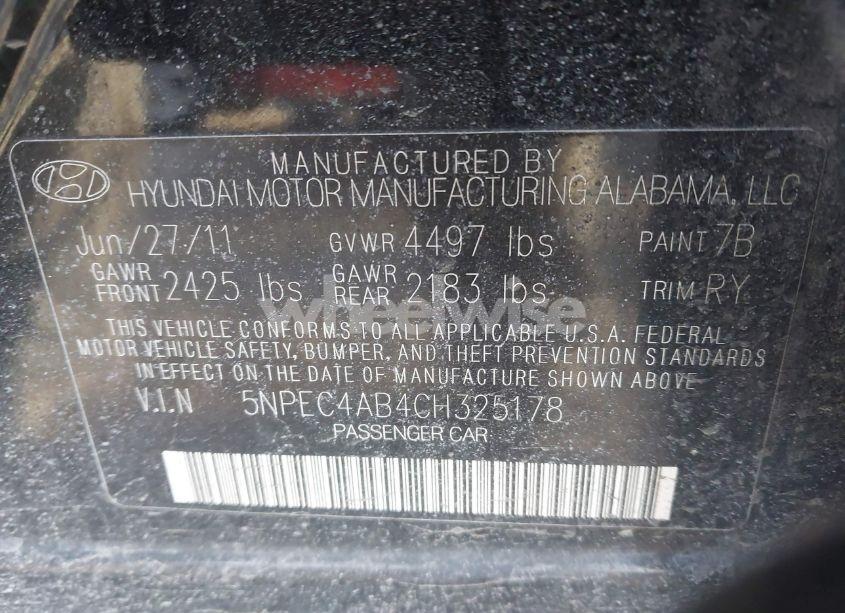 MANUFACTURED BY
HYUNDAI MOTOR MANUFACTURING ALABAMA, LLC
Jun/27/11 GVWR 4497 lbs PAINT 7B
GAWR FRONT 2425 lbs GAWR REAR 2183 lbs TRIM RY
wheelwise
THIS VEHICLE CONFORMS TO ALL APPLICABLE U.S.A. FEDERAL
MOTOR VEHICLE SAFETY, BUMPER, AND THEFT PREVENTION STANDARDS
IN EFFECT ON THE DATE OF MANUFACTURE SHOWN ABOVE
V.I.N 5NPEC4AB4CH325178
PASSENGER CAR